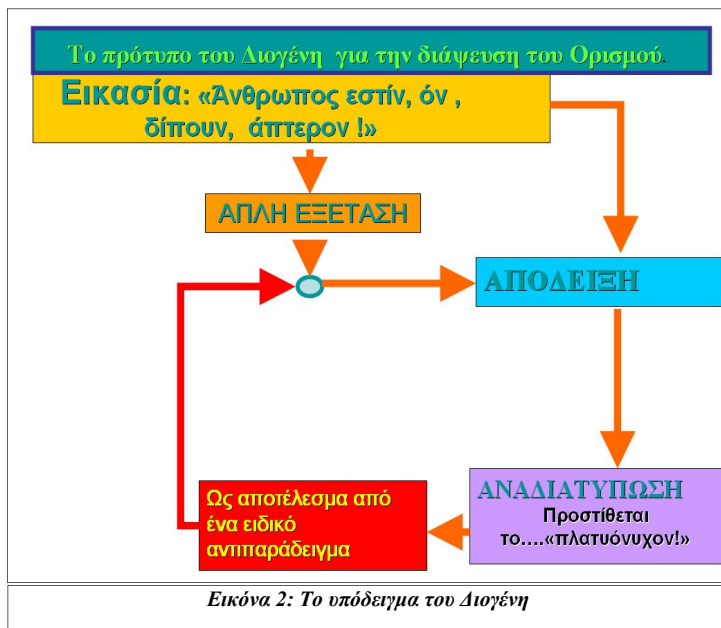 Το πρότυπο του Διογένη για την διάψευση του Ορισμού.
Εικασία: «Άνθρωπος εστίν, όν ,
δίπουν, άπτερον !»
ΑΠΛΗ ΕΞΕΤΑΣΗ
ΑΠΟΔΕΙΞΗ
ΑΝΑΔΙΑΤΥΠΩΣΗ
Προστίθεται
το....«πλατυόνυχον!»
Ως αποτέλεσμα από
ένα ειδικό
αντιπαράδειγμα
Εικόνα 2: Το υπόδειγμα του Διογένη